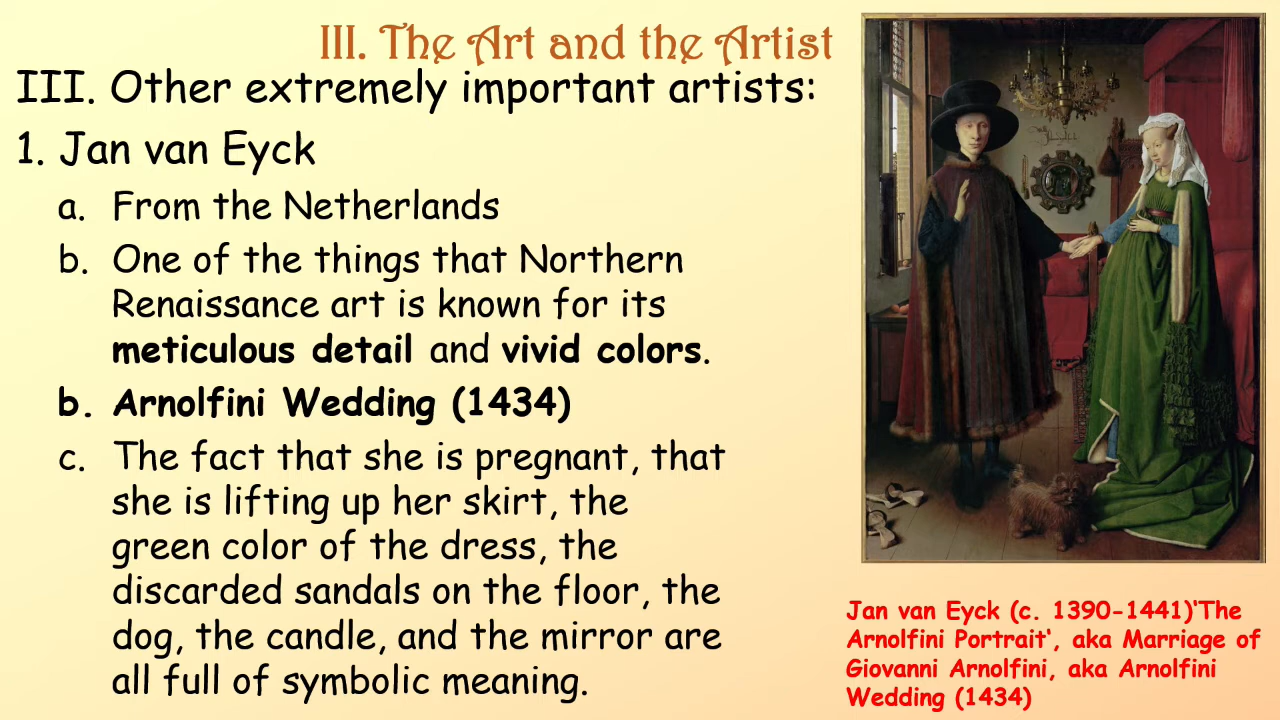 III. The Art and the Artist
III. Other extremely important artists:
1. Jan van Eyck
a. From the Netherlands
b. One of the things that Northern
Renaissance art is known for its
meticulous detail and vivid colors.
b. Arnolfini Wedding (1434)
c. The fact that she is pregnant, that
she is lifting up her skirt, the
green color of the dress, the
discarded sandals on the floor, the
dog, the candle, and the mirror are
all full of symbolic meaning.
Jan van Eyck (c. 1390-1441)'The
Arnolfini Portrait', aka Marriage of
Giovanni Arnolfini, aka Arnolfini
Wedding (1434)